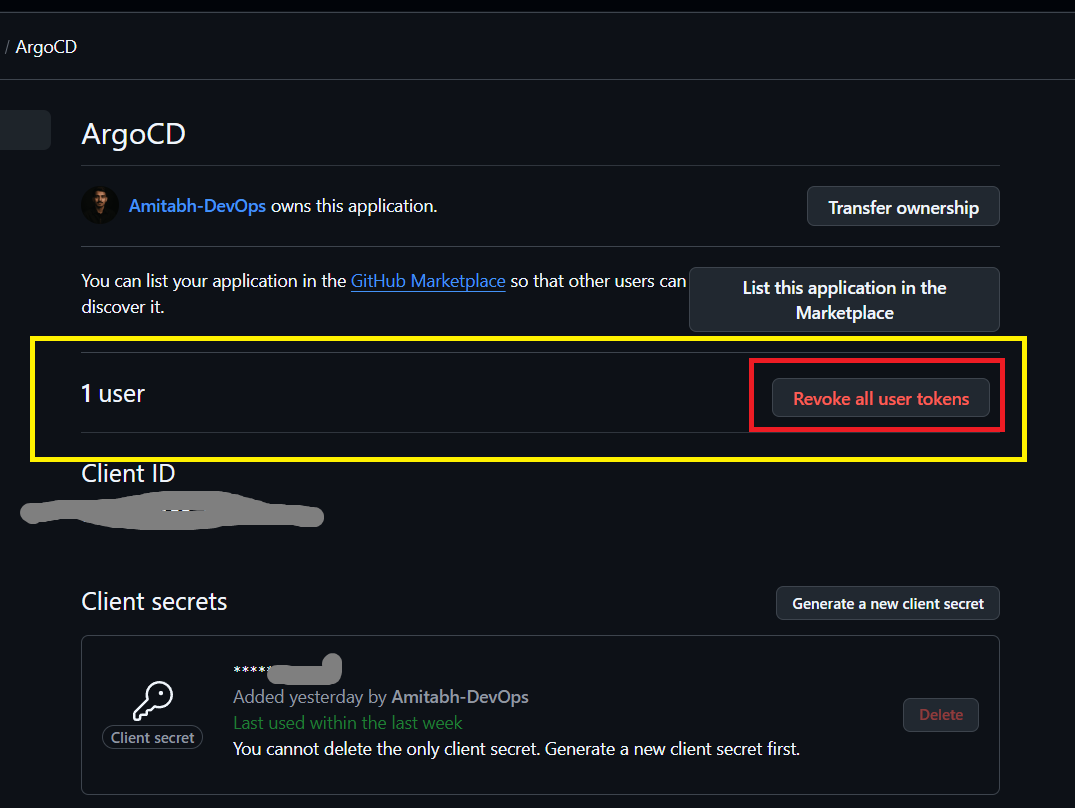 / ArgoCD
ArgoCD
Amitabh-DevOps owns this application.
Transfer ownership
You can list your application in the GitHub Marketplace so that other users can
discover it.
List this application in the
Marketplace
1 user
Revoke all user tokens
Client ID
Client secrets
Generate a new client secret
*****
Added yesterday by Amitabh-DevOps
Last used within the last week
You cannot delete the only client secret. Generate a new client secret first.
Client secret
Delete